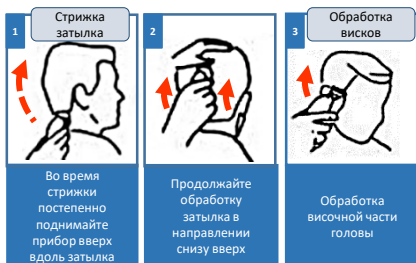 1
Стрижка
затылка
2
3
Обработка
висков
Во время
стрижки
постепенно
поднимайте
прибор вверх
вдоль затылка
Продолжайте
обработку
затылка в
направлении
снизу вверх
Обработка
височной части
головы